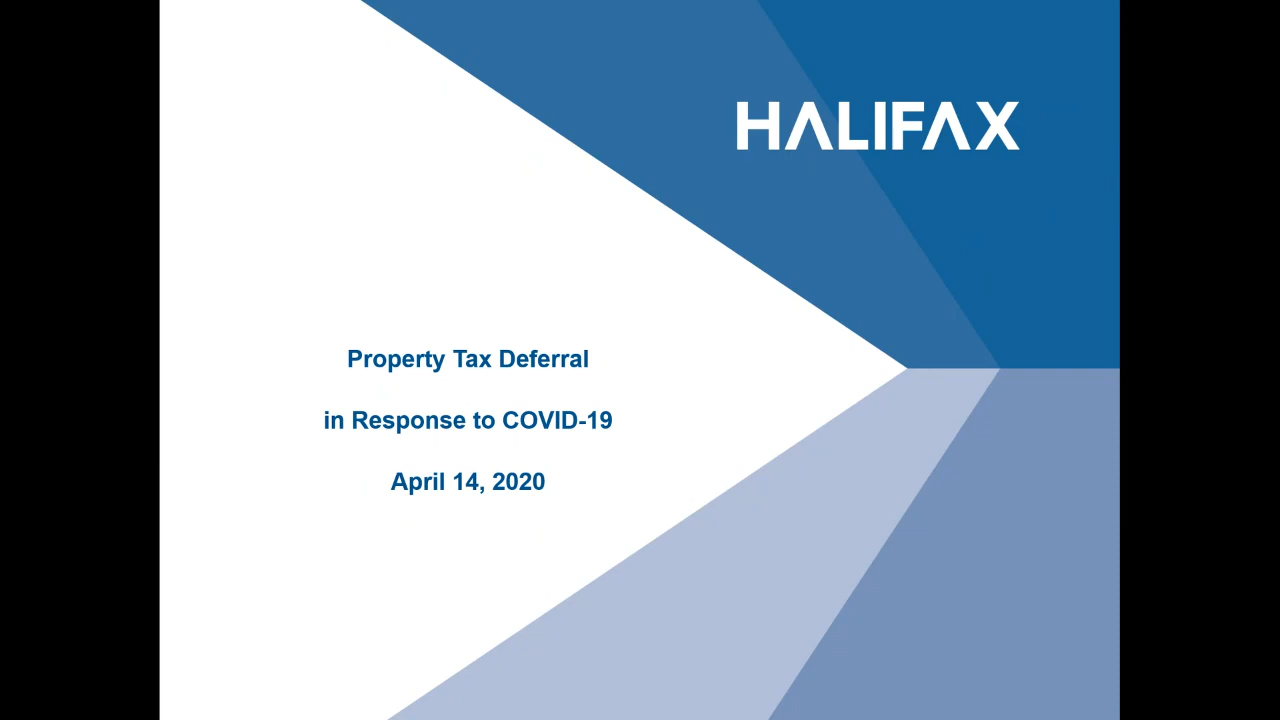 HALIFAX
Property Tax Deferral
in Response to COVID-19
April 14, 2020